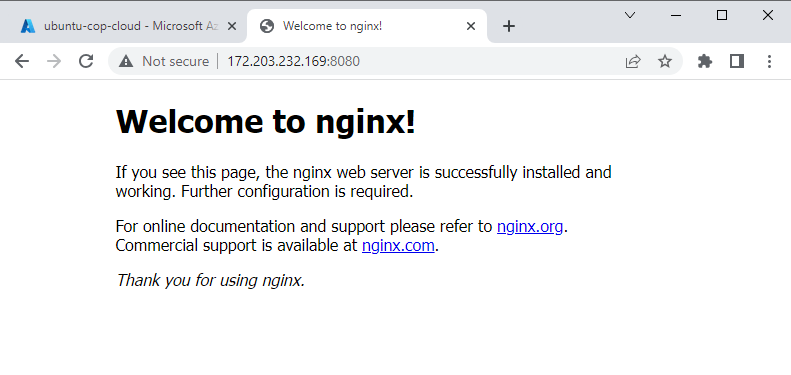 ubuntu-cop-cloud - Microsoft Az
Welcome to nginx!
Not secure
172.203.232.169:8080
Welcome to nginx!
If you see this page, the nginx web server is successfully installed and
working. Further configuration is required.
For online documentation and support please refer to nginx.org.
Commercial support is available at nginx.com.
Thank you for using nginx.